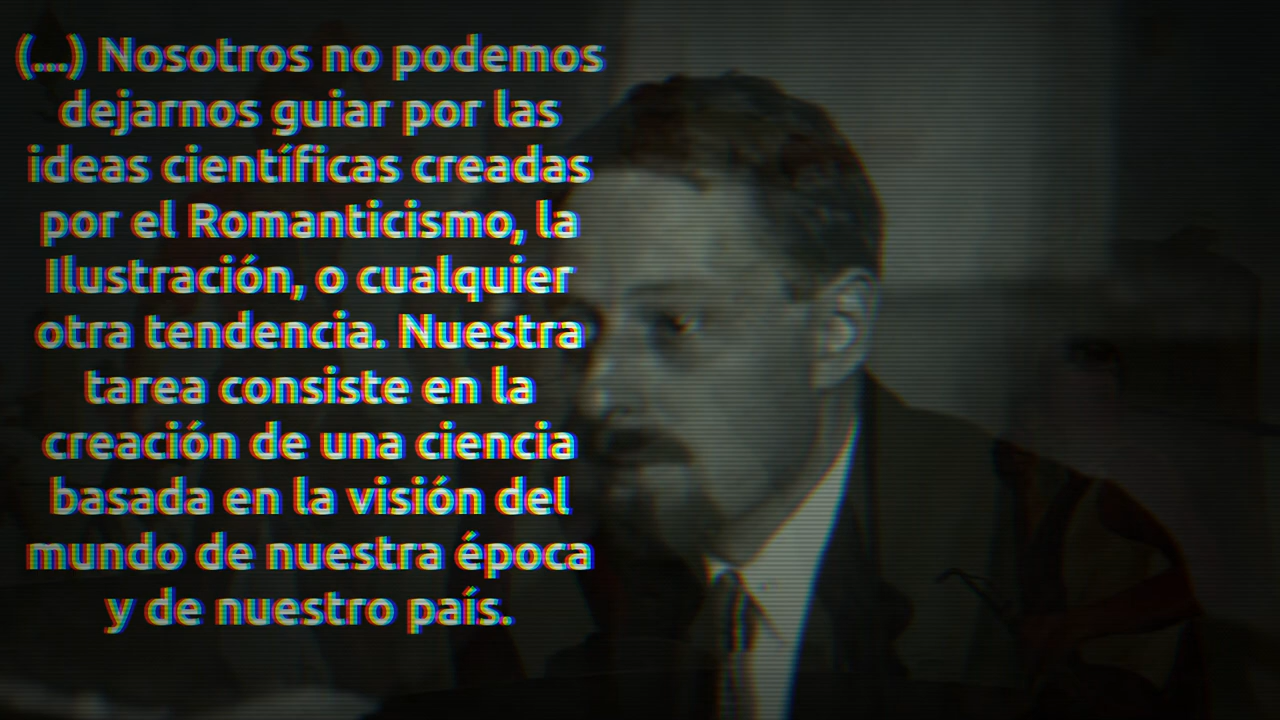 (...) Nosotros no podemos
dejarnos guiar por las
ideas científicas creadas
por el Romanticismo, la
Ilustración, o cualquier
otra tendencia. Nuestra
tarea consiste en la
creación de una ciencia
basada en la visión del
mundo de nuestra época
y de nuestro país.